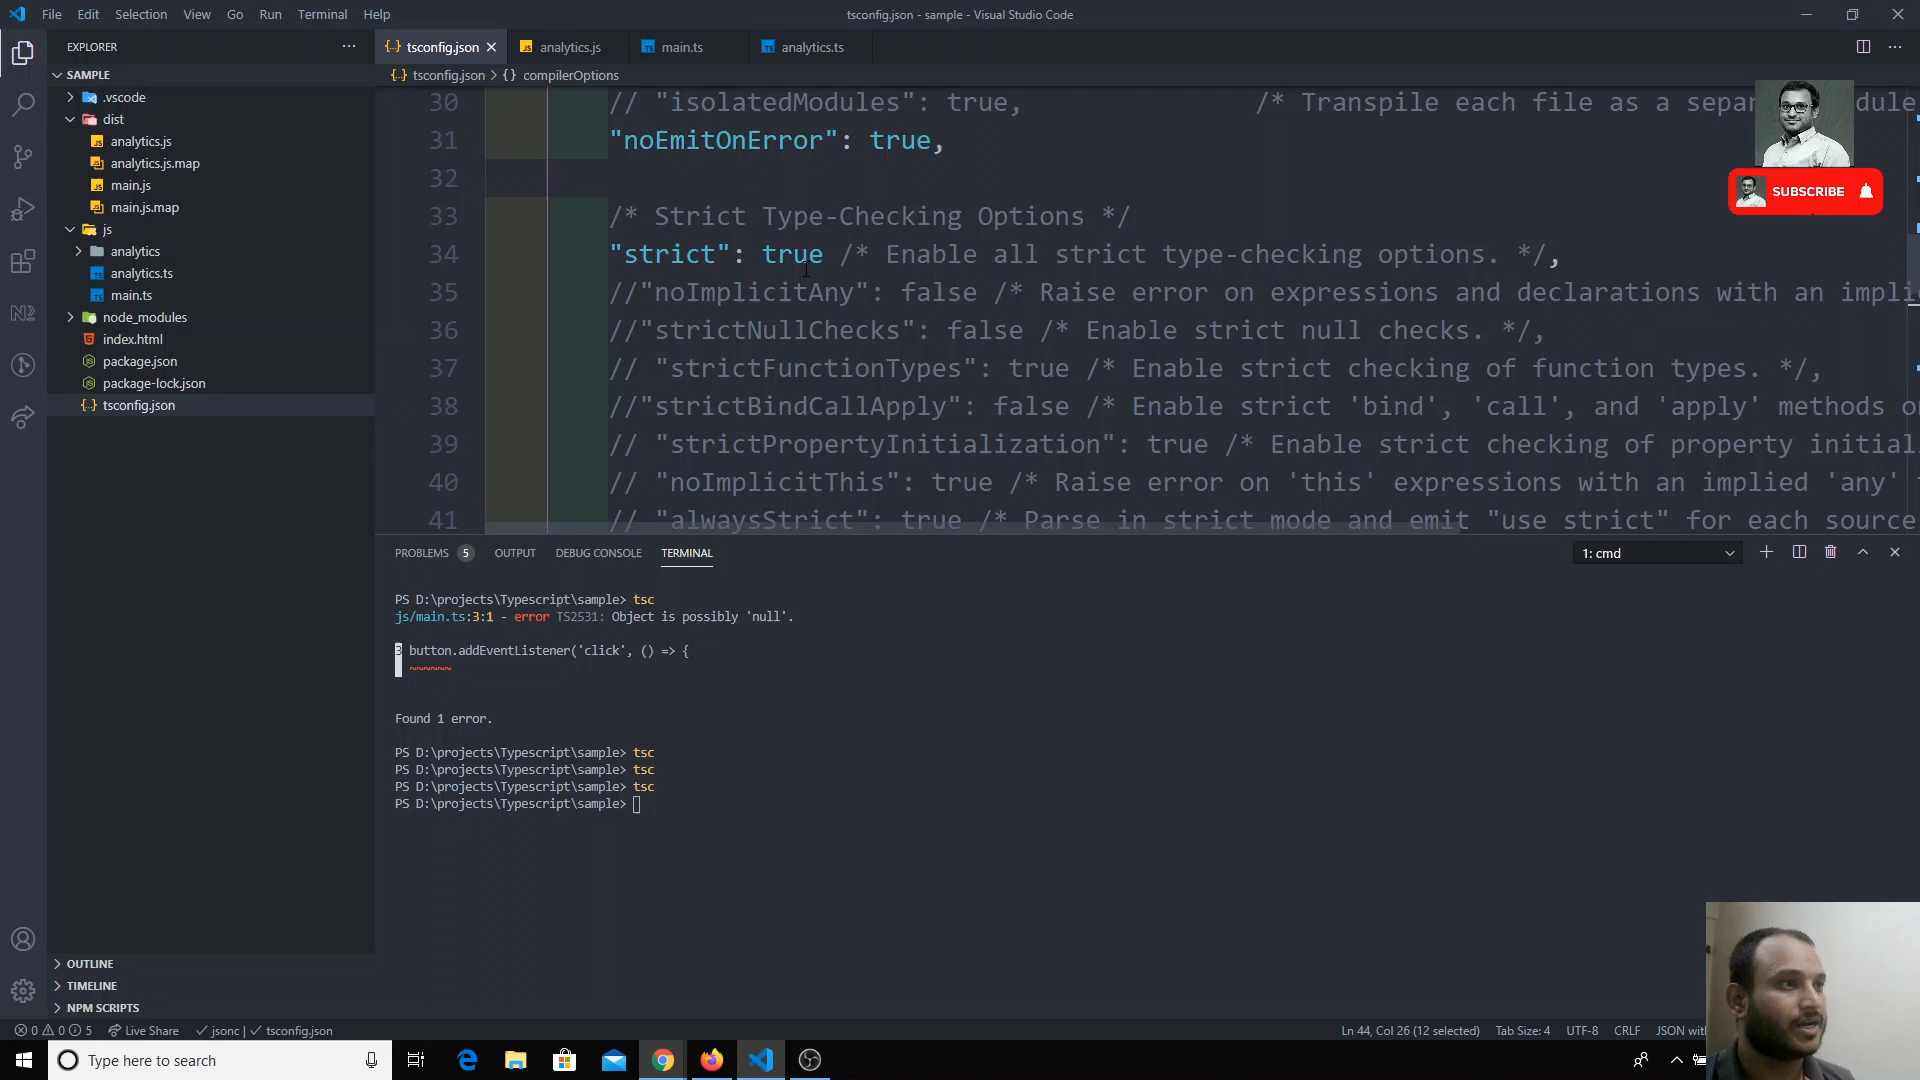 File Edit Selection View Go Run Terminal Help
tsconfig.json - sample - Visual Studio Code
EXPLORER
SAMPLE
.vscode
dist
analytics.js
analytics.js.map
main.js
main.js.map
js
analytics
analytics.ts
main.ts
node_modules
index.html
package.json
package-lock.json
tsconfig.json
OUTLINE
TIMELINE
NPM SCRIPTS
tsconfig.json analytics.js main.ts analytics.ts
tsconfig.json > {} compilerOptions
30 // "isolatedModules": true, /* Transpile each file as a
31 "noEmitOnError": true,
32
33 /* Strict Type-Checking Options */
34 "strict": true /* Enable all strict type-checking options. */,
35 //"noImplicitAny": false /* Raise error on expressions and declarations with an
36 //"strictNullChecks": false /* Enable strict null checks. */,
37 // "strictFunctionTypes": true /* Enable strict checking of function types. */,
38 //"strictBindCallApply": false /* Enable strict 'bind', 'call', and 'apply' methods
39 // "strictPropertyInitialization": true /* Enable strict checking of property
40 // "noImplicitThis": true /* Raise error on 'this' expressions with an implied 'any'
41 // "alwaysStrict": true /* Parse in strict mode and emit "use strict" for each source
SUBSCRIBE
PROBLEMS 5 OUTPUT DEBUG CONSOLE TERMINAL 1: cmd
PS D:\projects\Typescript\sample> tsc
js/main.ts:3:1 - error TS2531: Object is possibly 'null'.
3 button.addEventListener('click', () => {
~~~~~~
Found 1 error.
PS D:\projects\Typescript\sample> tsc
PS D:\projects\Typescript\sample> tsc
PS D:\projects\Typescript\sample> tsc
PS D:\projects\Typescript\sample>
0 0 5 Live Share jsonc | tsconfig.json Ln 44, Col 26 (12 selected) Tab Size: 4 UTF-8 CRLF JSON
Type here to search